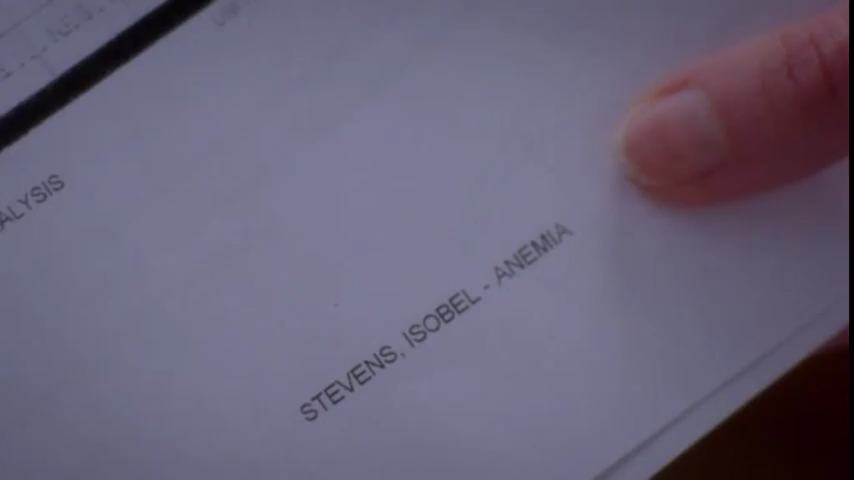 ALYSIS
STEVENS, ISOBEL - ANEMIA